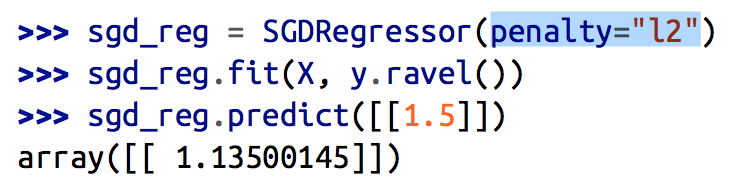 >>> sgd_reg = SGDRegressor(penalty="l2")
>>> sgd_reg.fit(X, y.ravel())
>>> sgd_reg.predict([[1.5]])
array([[ 1.13500145]])